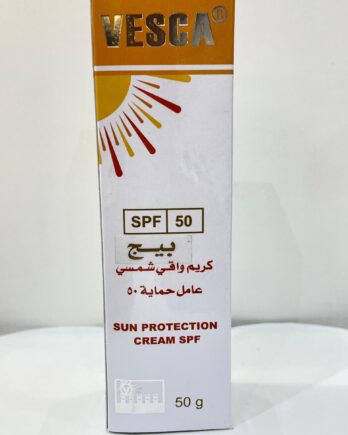 VESCA®
SPF 50
بيج
كريم واقي شمسي
عامل حماية ٥٠
SUN PROTECTION
CREAM SPF
50 g